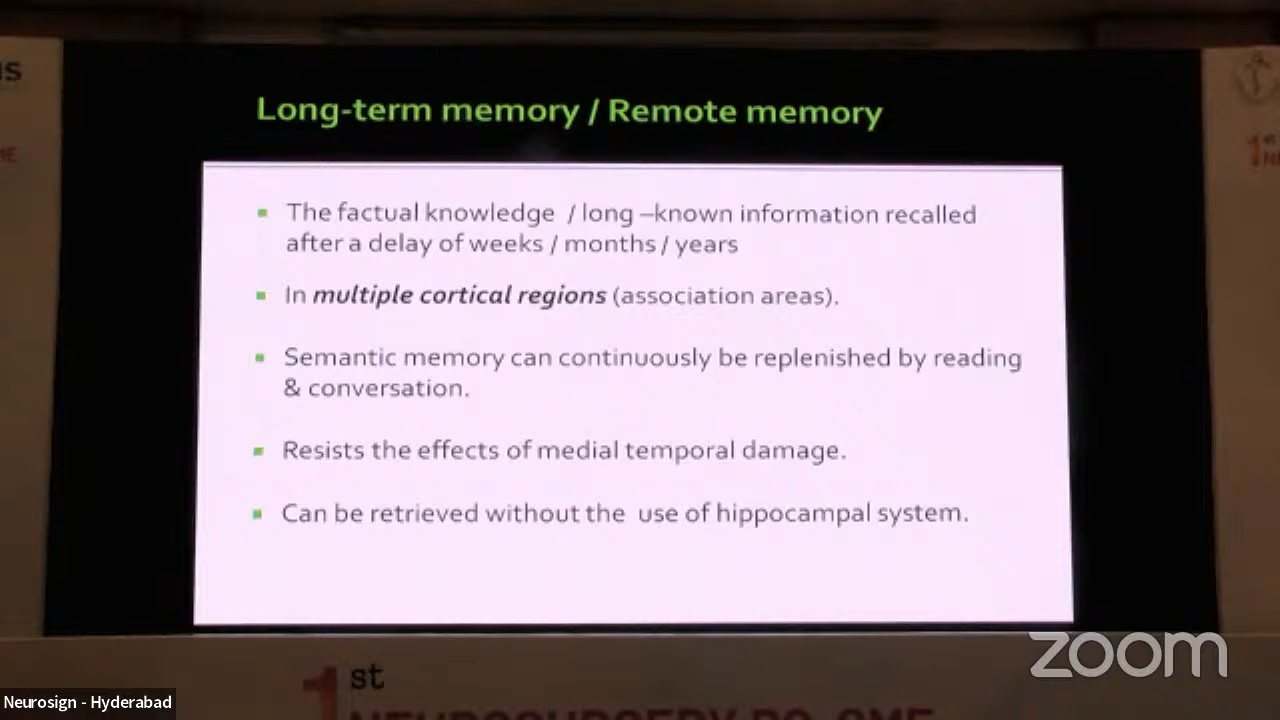 Long-term memory / Remote memory
The factual knowledge / long –known information recalled
after a delay of weeks / months / years
In multiple cortical regions (association areas).
Semantic memory can continuously be replenished by reading
& conversation.
Resists the effects of medial temporal damage.
Can be retrieved without the use of hippocampal system.
zoom
1st
Neurosign - Hyderabad